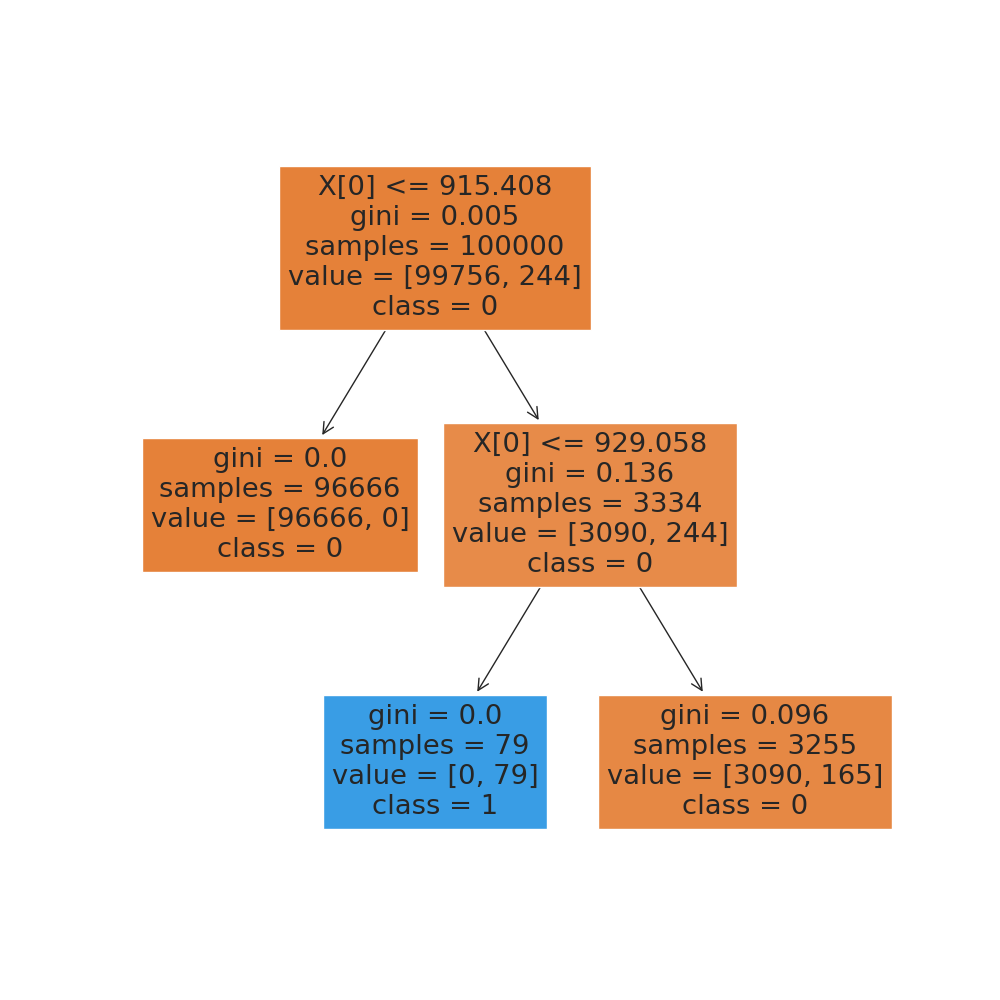 X[0] <= 915.408
gini = 0.005
samples = 100000
value = [99756, 244]
class = 0
gini = 0.0
samples = 96666
value = [96666, 0]
class = 0
X[0] <= 929.058
gini = 0.136
samples = 3334
value = [3090, 244]
class = 0
gini = 0.0
samples = 79
value = [0, 79]
class = 1
gini = 0.096
samples = 3255
value = [3090, 165]
class = 0